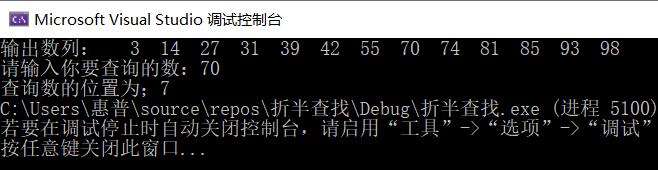 Microsoft Visual Studio 调试控制台
输出数列: 3 14 27 31 39 42 55 70 74 81 85 93 98
请输入你要查询的数: 70
查询数的位置为; 7
C:\Users\惠普\source\repos\折半查找\Debug\折半查找.exe (进程 5100)
若要在调试停止时自动关闭控制台，请启用“工具”->“选项”->“调试”
按任意键关闭此窗口...